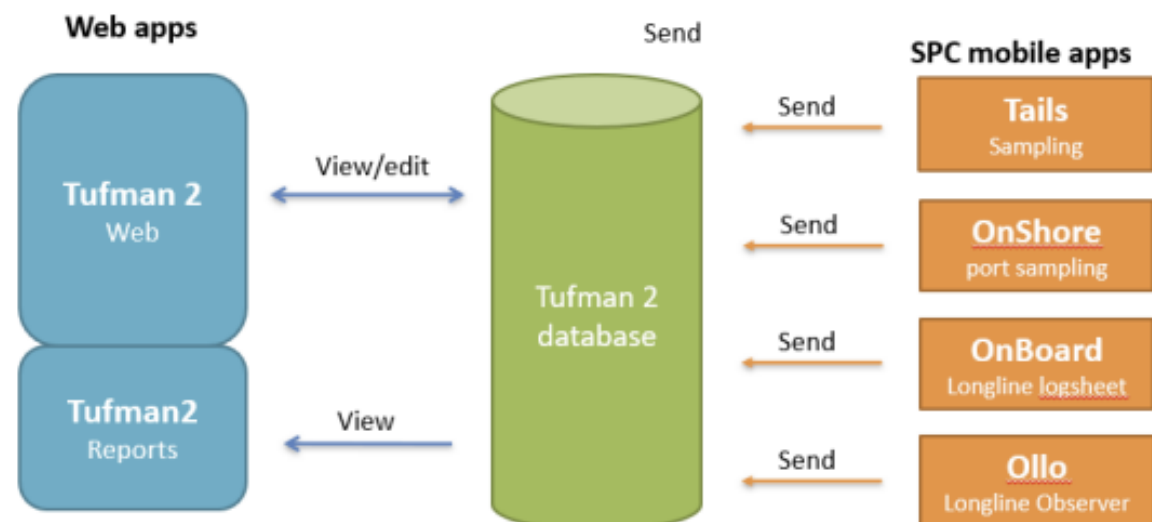 Web apps
Send
SPC mobile apps
Tufman 2
Web
View/edit
Tufman2
Reports
View
Tufman 2
database
Send
Tails
Sampling
Send
OnShore
port sampling
Send
OnBoard
Longline logsheet
Send
Ollo
Longline Observer